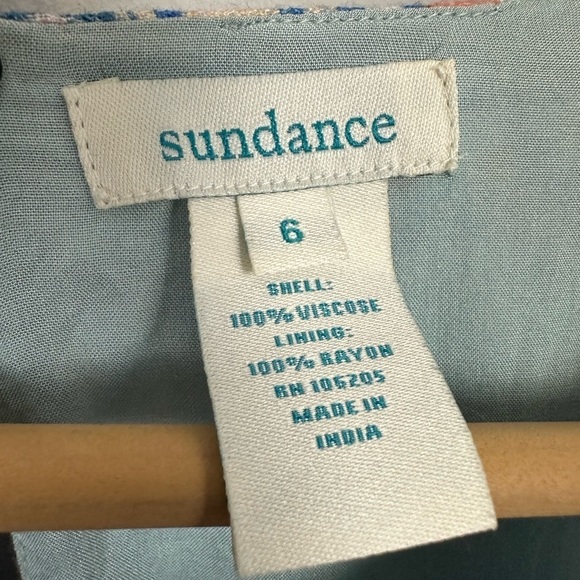 sundance
6
SHELL:
100% VISCOSE
LINING:
100% RAYON
RN 106205
MADE IN
INDIA